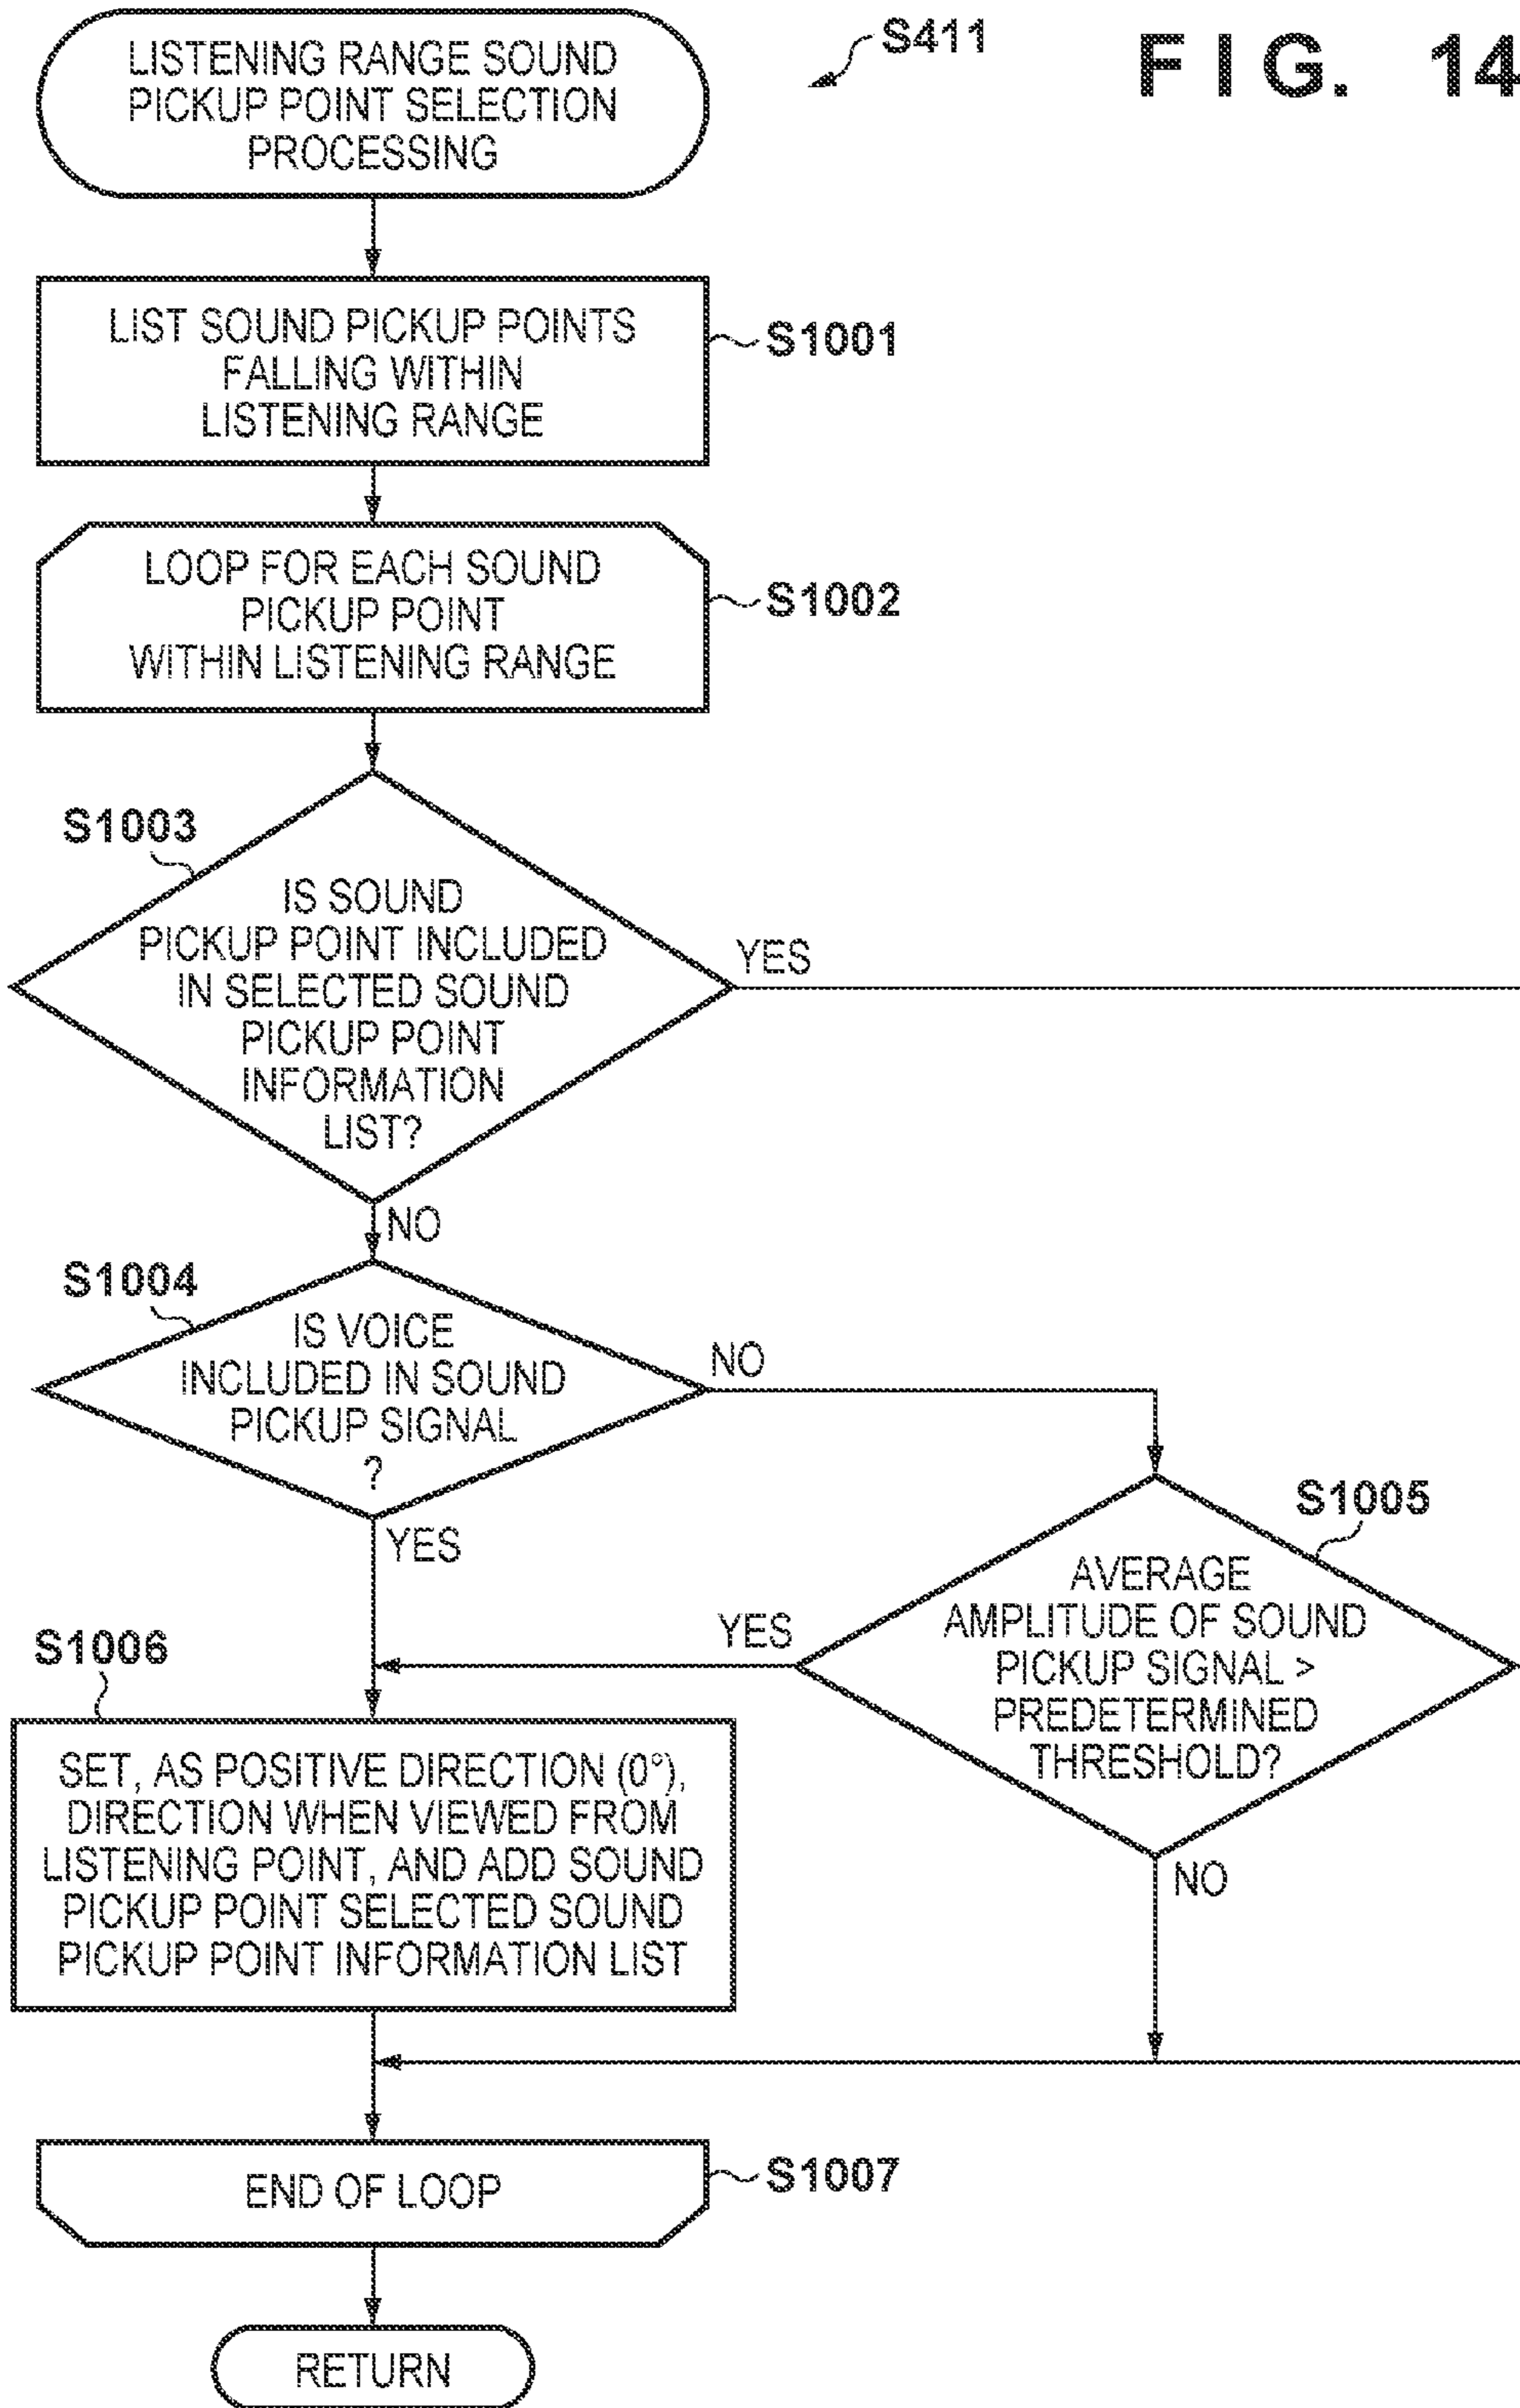 S411
FIG. 14
LISTENING RANGE SOUND
PICKUP POINT SELECTION
PROCESSING
LIST SOUND PICKUP POINTS
FALLING WITHIN
LISTENING RANGE
S1001
LOOP FOR EACH SOUND
PICKUP POINT
WITHIN LISTENING RANGE
S1002
S1003
IS SOUND
PICKUP POINT INCLUDED
IN SELECTED SOUND
PICKUP POINT
INFORMATION
LIST?
YES
NO
S1004
IS VOICE
INCLUDED IN SOUND
PICKUP SIGNAL
?
NO
YES
S1005
AVERAGE
AMPLITUDE OF SOUND
PICKUP SIGNAL >
PREDETERMINED
THRESHOLD?
YES
NO
S1006
SET, AS POSITIVE DIRECTION (0°),
DIRECTION WHEN VIEWED FROM
LISTENING POINT, AND ADD SOUND
PICKUP POINT SELECTED SOUND
PICKUP POINT INFORMATION LIST
END OF LOOP
S1007
RETURN